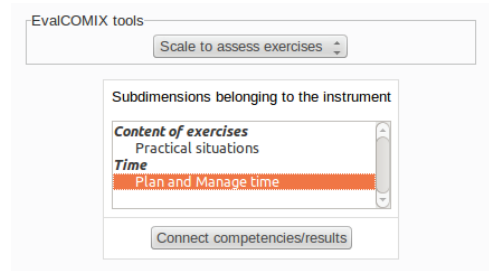 EvalCOMIX tools
Scale to assess exercises
Subdimensions belonging to the instrument
Content of exercises
Practical situations
Time
Plan and Manage time
Connect competencies/results